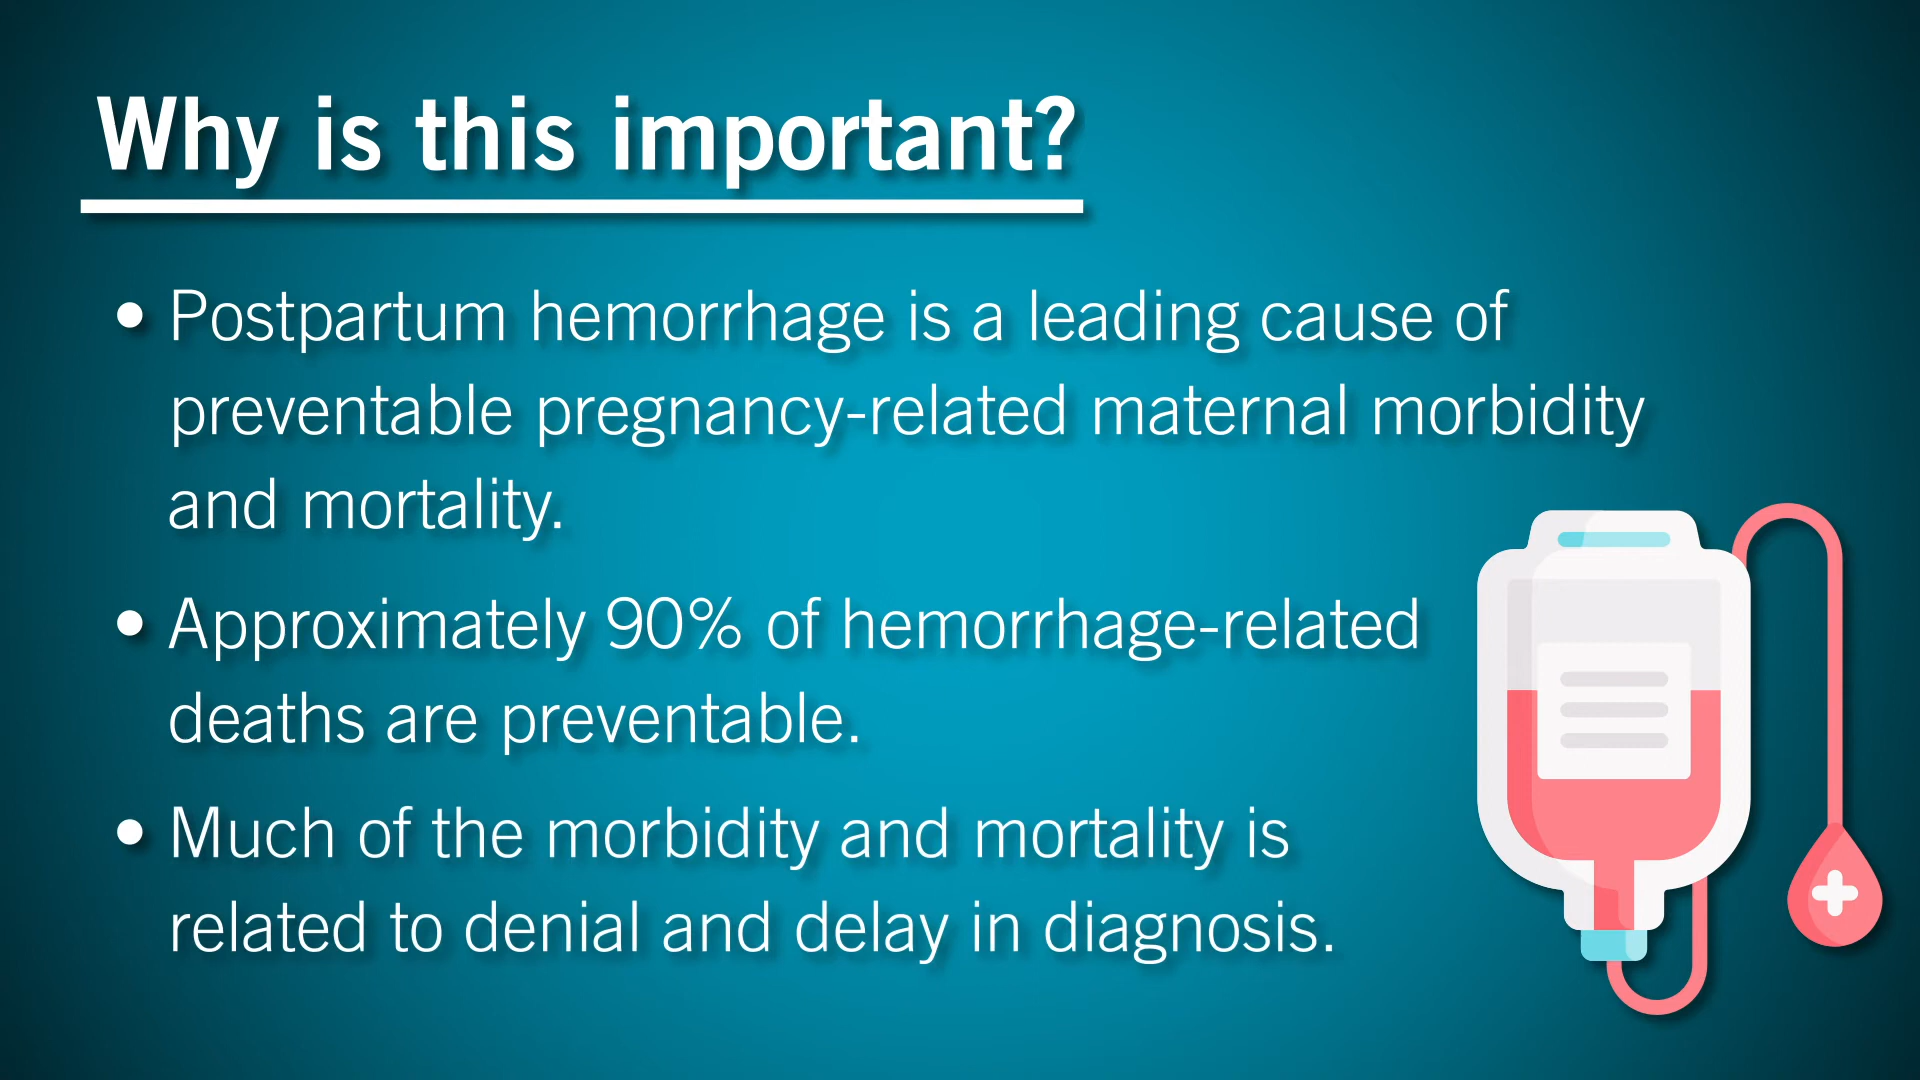 Why is this important?
• Postpartum hemorrhage is a leading cause of
preventable pregnancy-related maternal morbidity
and mortality.
• Approximately 90% of hemorrhage-related
deaths are preventable.
• Much of the morbidity and mortality is
related to denial and delay in diagnosis.